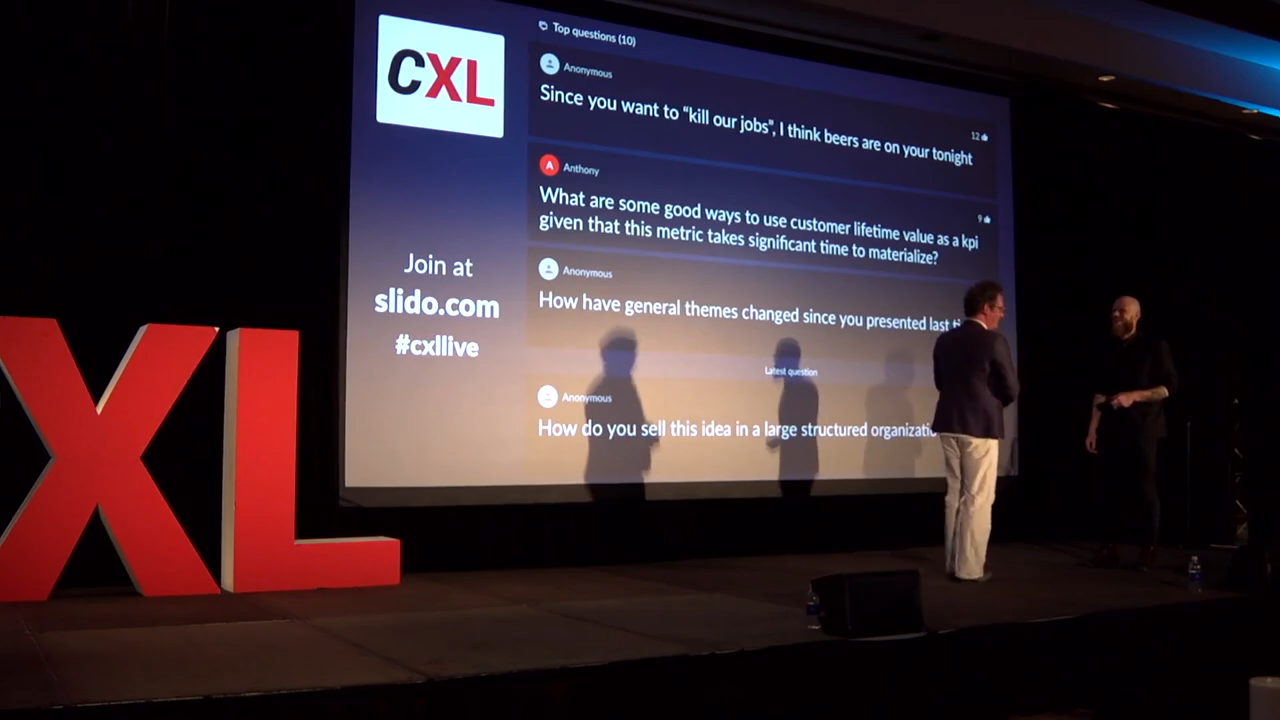 CXL
Top questions (10)
Anonymous
Since you want to “kill our jobs”, I think beers are on your tonight
12
A Anthony
What are some good ways to use customer lifetime value as a kpi
given that this metric takes significant time to materialize?
9
Anonymous
How have general themes changed since you presented last
Latest question
Anonymous
How do you sell this idea in a large structured
Join at
slido.com
#cxllive
XL